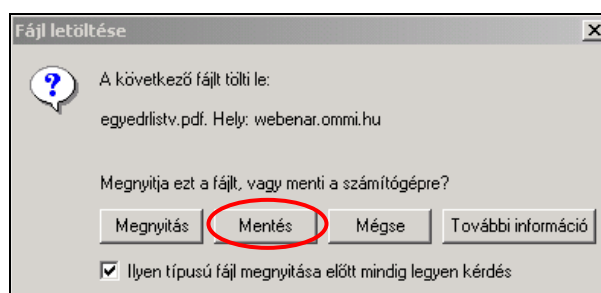 Fájl letöltése
A következő fájlt tölti le:
egyedrlistv.pdf. Hely: webenar.ommi.hu
Megnyitja ezt a fájlt, vagy menti a számítógépre?
Megnyitás Mentés Mégse További információ
Ilyen típusú fájl megnyitása előtt mindig legyen kérdés